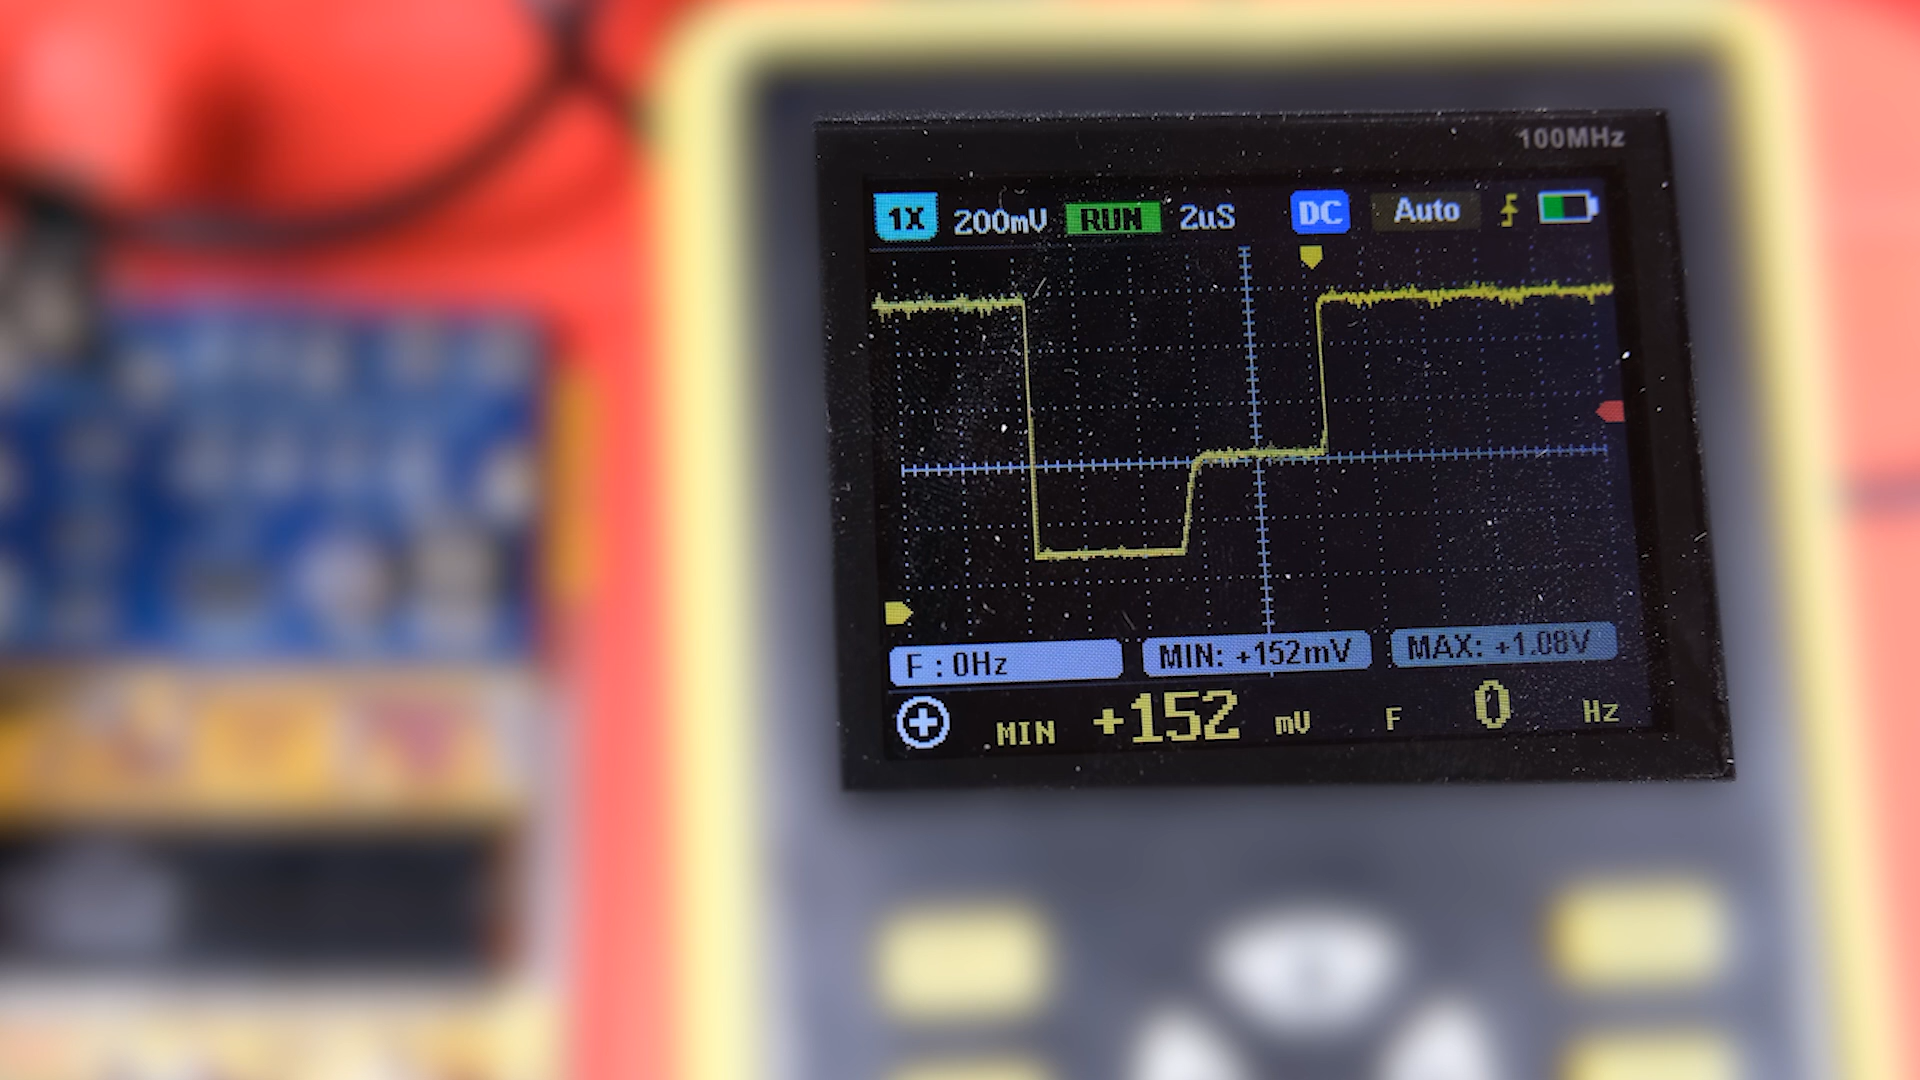 100MHz
1X 200mV RUN 2uS DC Auto
F : 0Hz MIN: +152mV MAX: +1.08V
MIN +152 mV F 0 Hz